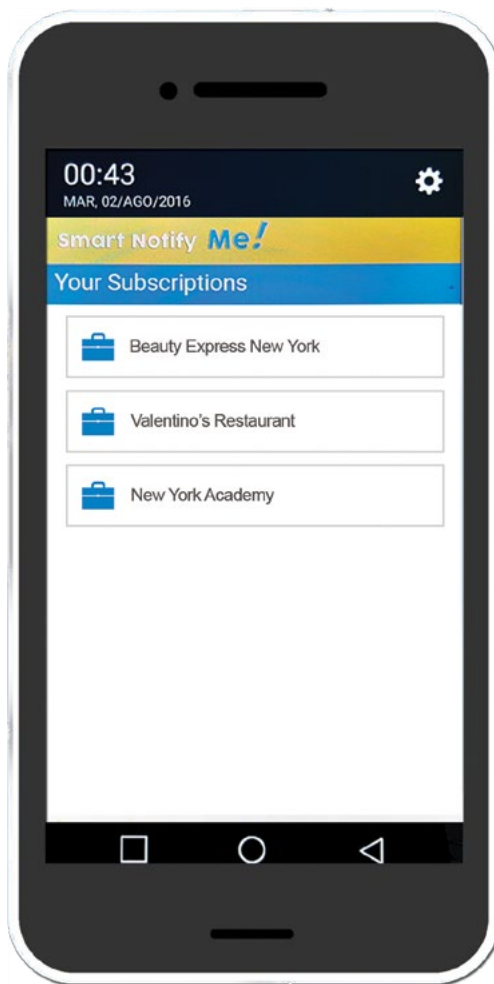 00:43
MAR, 02/AGO/2016
Smart Notify Me!
Your Subscriptions
Beauty Express New York
Valentino's Restaurant
New York Academy